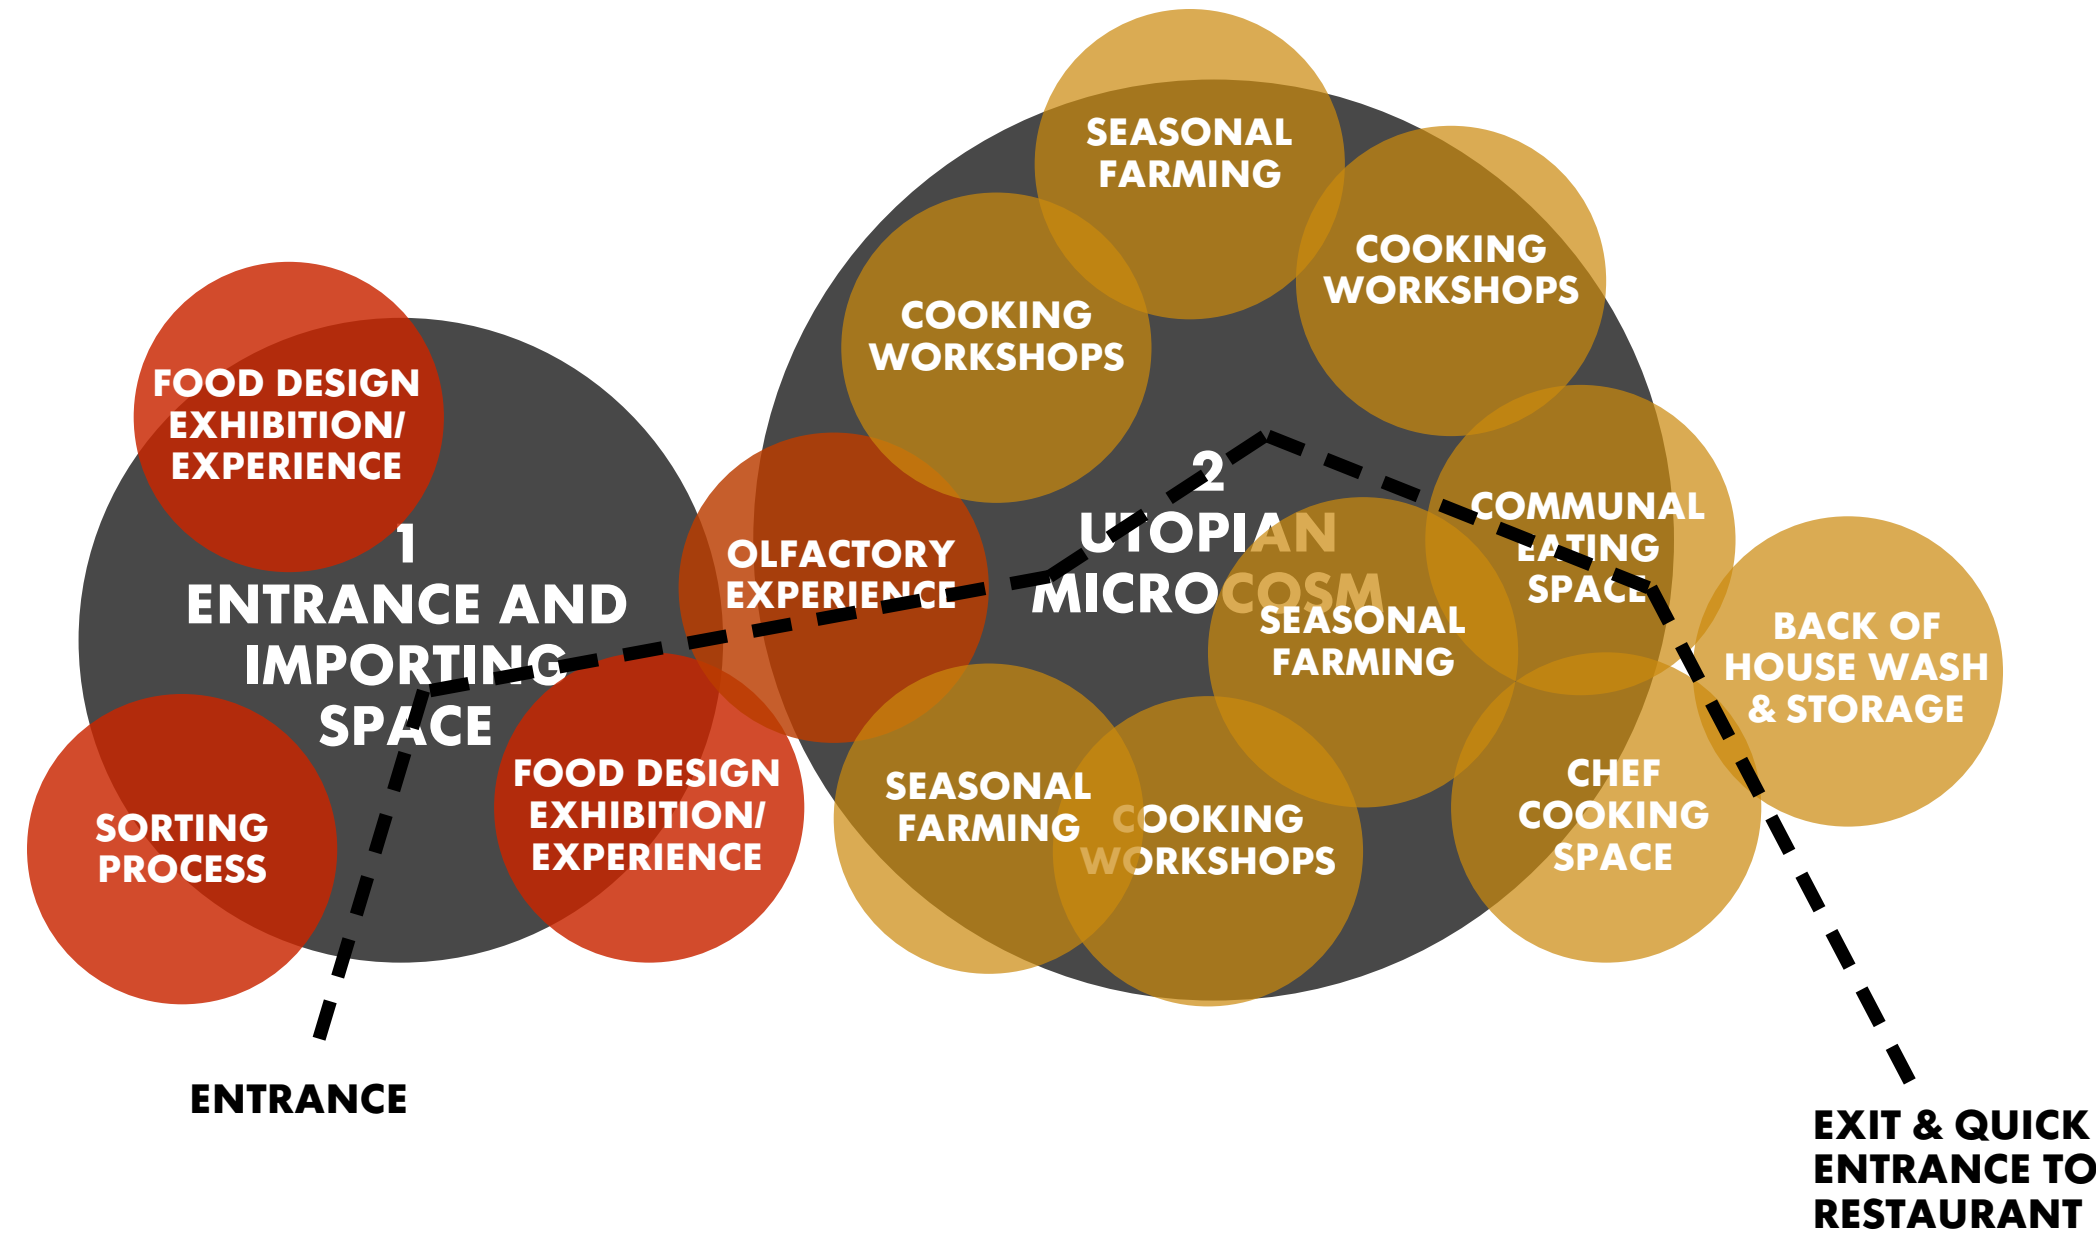 SEASONAL
FARMING
COOKING
WORKSHOPS
COOKING
WORKSHOPS
FOOD DESIGN
EXHIBITION/
EXPERIENCE
1
ENTRANCE AND
IMPORTING
SPACE
OLFACTORY
EXPERIENCE
2
UTOPIAN
MICROCOSM
COMMUNAL
EATING
SPACE
SEASONAL
FARMING
BACK OF
HOUSE WASH
& STORAGE
SORTING
PROCESS
FOOD DESIGN
EXHIBITION/
EXPERIENCE
SEASONAL
FARMING
COOKING
WORKSHOPS
CHEF
COOKING
SPACE
ENTRANCE
EXIT & QUICK
ENTRANCE TO
RESTAURANT